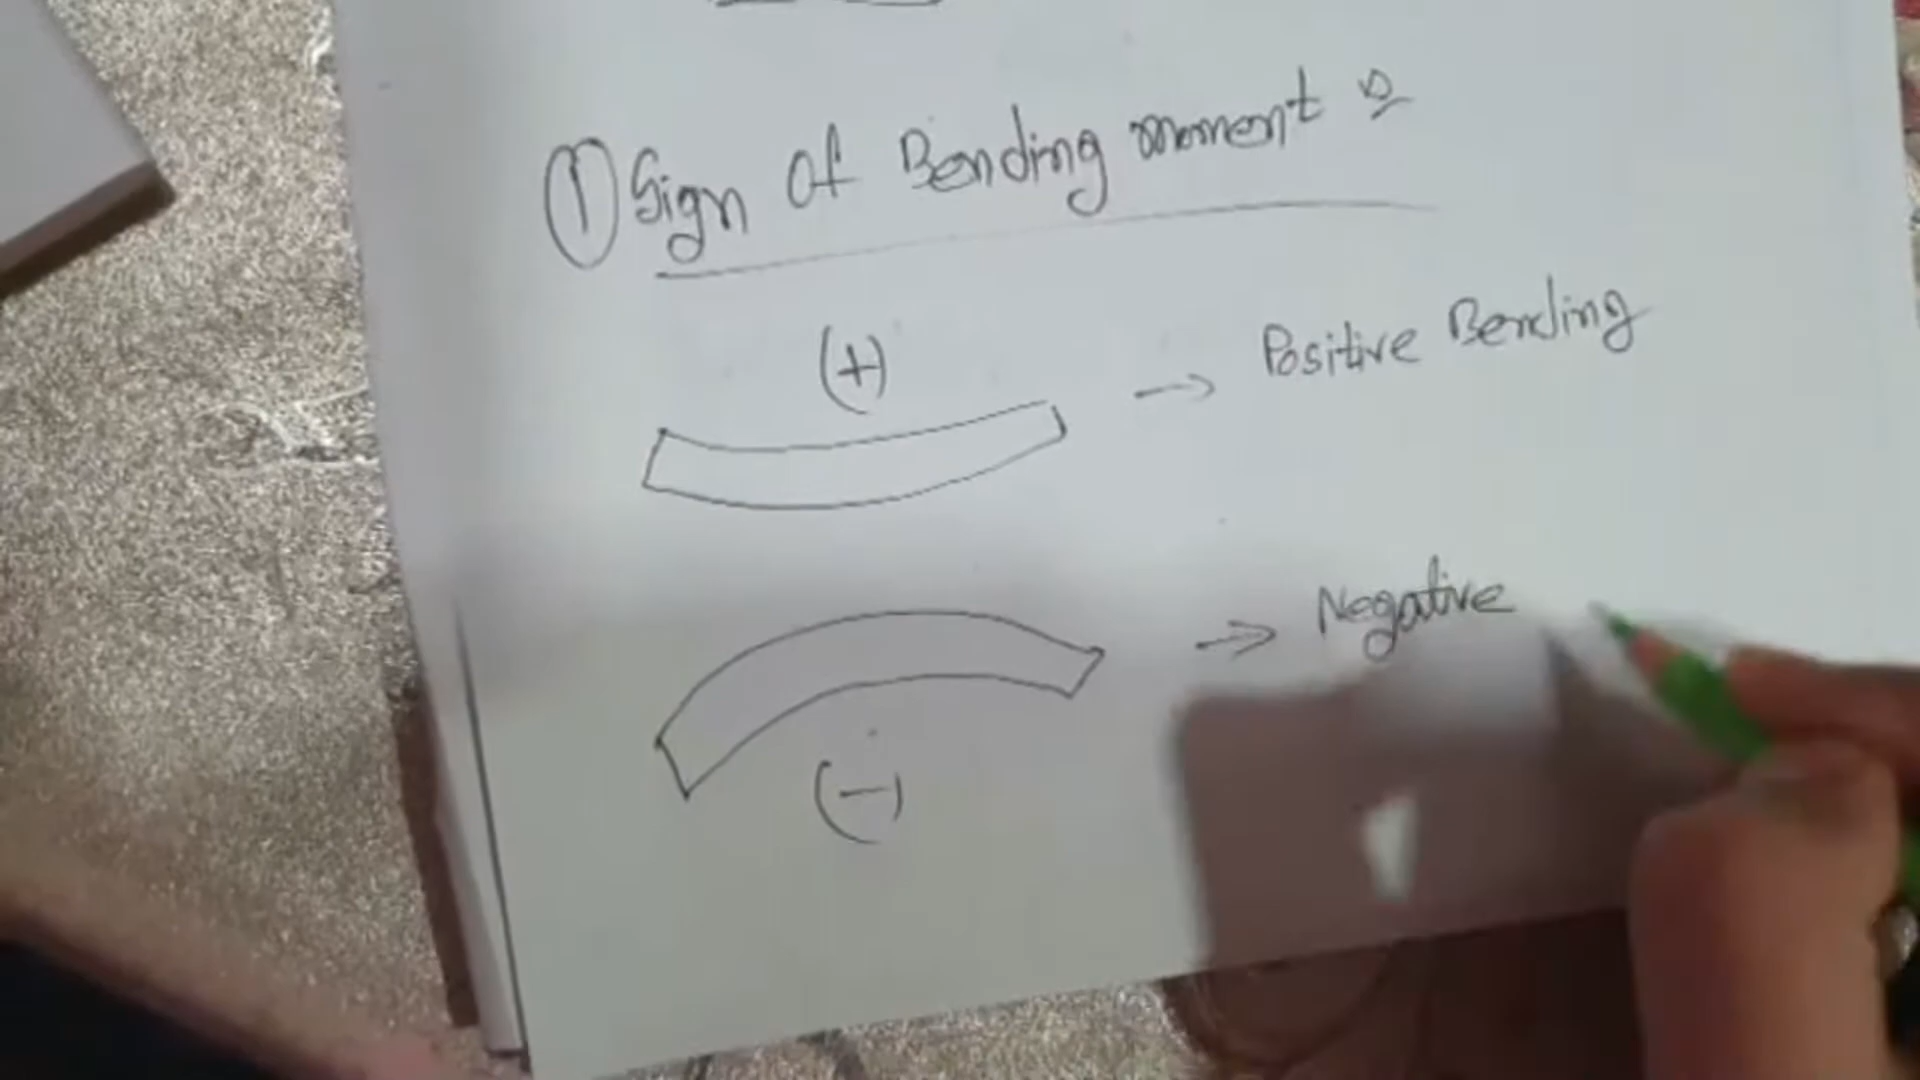 ① Sign Of Bending moment :-
(+)
→ Positive Bending
→ Negative
(-)